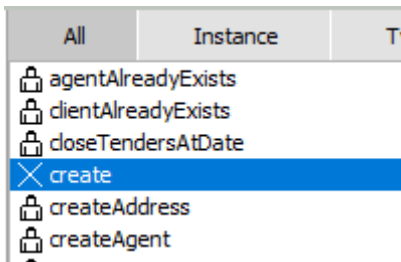 All Instance T
agentAlreadyExists
clientAlreadyExists
closeTendersAtDate
create
createAddress
createAgent